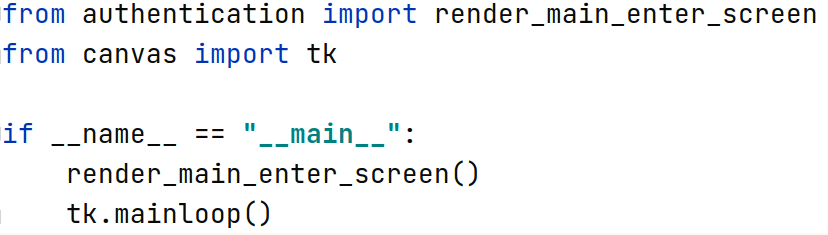 from authentication import render_main_enter_screen
from canvas import tk
if __name__ == "__main__":
    render_main_enter_screen()
    tk.mainloop()